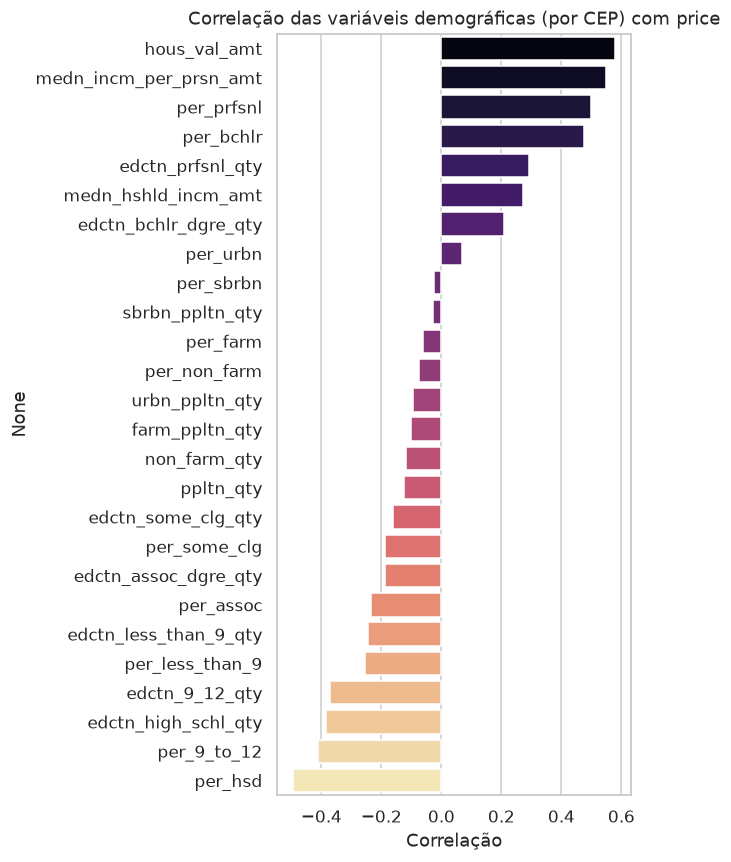 Correlação das variáveis demográficas (por CEP) com price
hous_val_amt
medn_incm_per_prsn_amt
per_prfsnl
per_bchlr
edctn_prfsnl_qty
medn_hshld_incm_amt
edctn_bchlr_dgre_qty
per_urbn
per_sbrbn
sbrbn_ppltn_qty
per_farm
per_non_farm
urbn_ppltn_qty
farm_ppltn_qty
non_farm_qty
ppltn_qty
edctn_some_clg_qty
per_some_clg
edctn_assoc_dgre_qty
per_assoc
edctn_less_than_9_qty
per_less_than_9
edctn_9_12_qty
edctn_high_schl_qty
per_9_to_12
per_hsd
None
−0.4 −0.2 0.0 0.2 0.4 0.6
Correlação